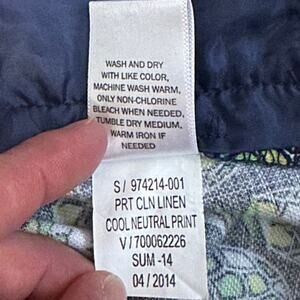 WASH AND DRY
WITH LIKE COLOR,
MACHINE WASH WARM,
ONLY NON-CHLORINE
BLEACH WHEN NEEDED,
TUMBLE DRY MEDIUM,
WARM IRON IF
NEEDED
S/ 974214-001
PRT CLN LINEN
COOL NEUTRAL PRINT
V/700062226
SUM -14
04 / 2014